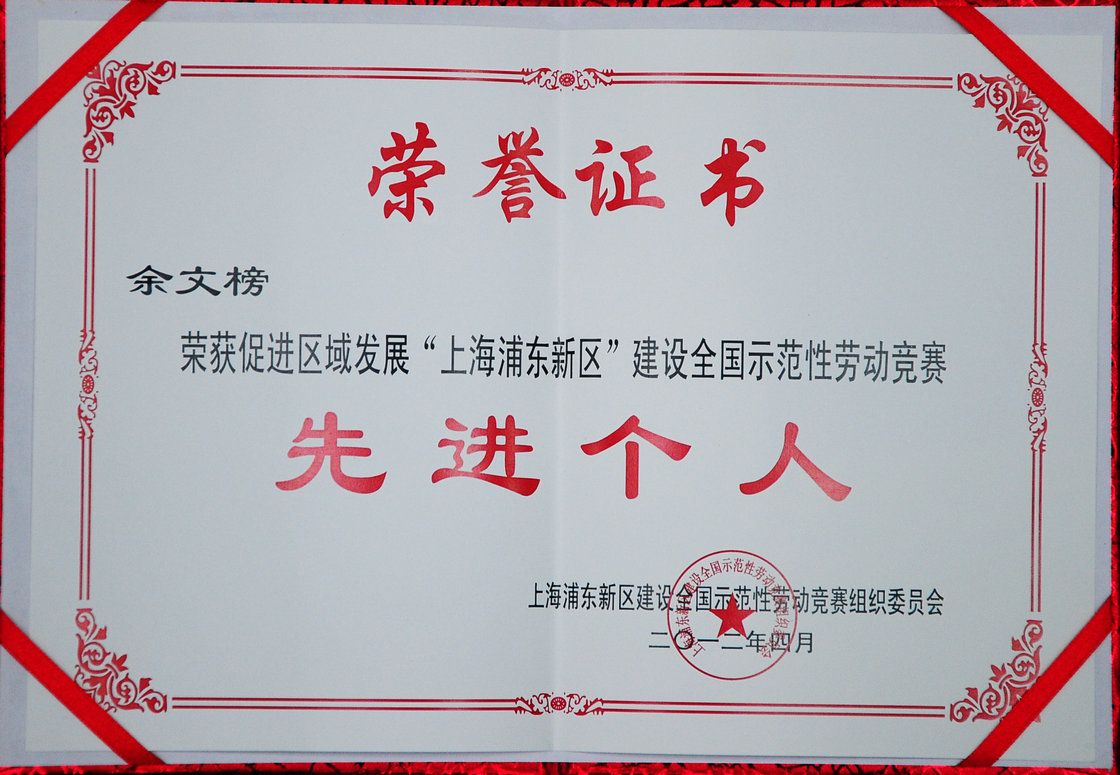 荣誉证书
余文榜
荣获促进区域发展“上海浦东新区”建设全国示范性劳动竞赛
先进个人
上海浦东新区建设全国示范性劳动竞赛组织委员会
二〇一二年四月
上海浦东新区建设全国示范性劳动竞赛组织委员会